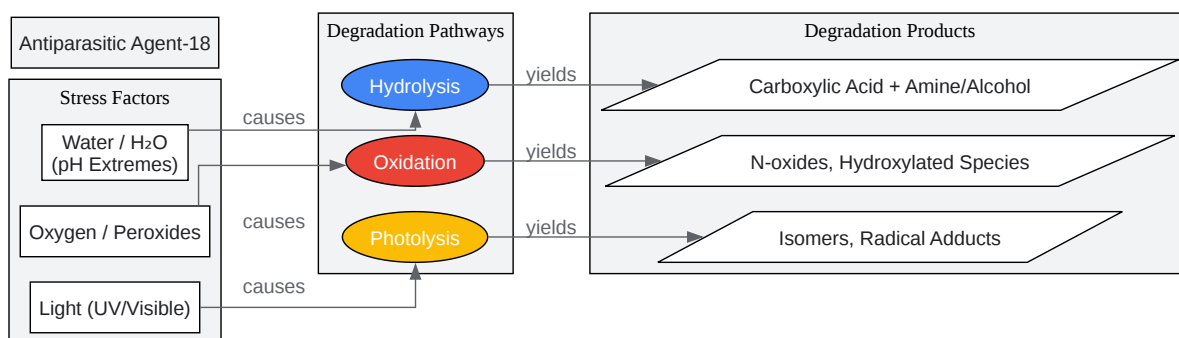 Antiparasitic Agent-18
Stress Factors
Water / H₂O
(pH Extremes)
Oxygen / Peroxides
Light (UV/Visible)
causes
causes
causes
Degradation Pathways
Hydrolysis
Oxidation
Photolysis
yields
yields
yields
Degradation Products
Carboxylic Acid + Amine/Alcohol
N-oxides, Hydroxylated Species
Isomers, Radical Adducts